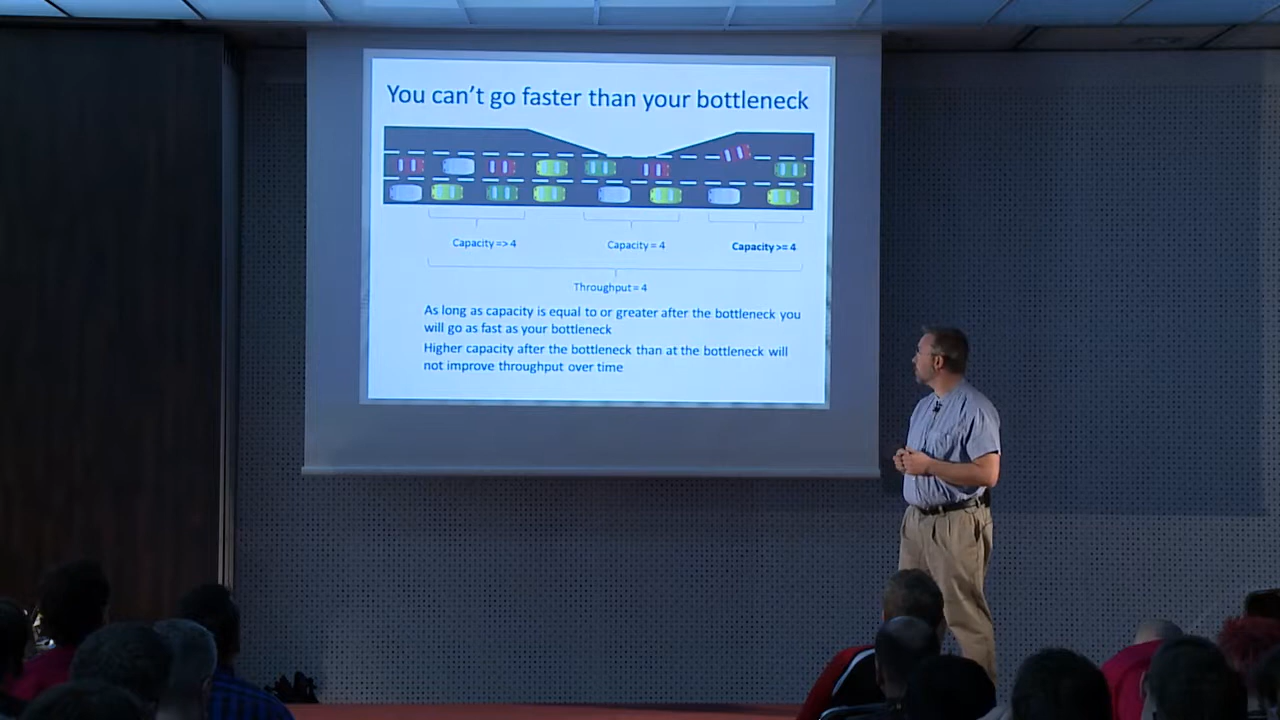 You can't go faster than your bottleneck
Capacity => 4
Capacity = 4
Capacity >= 4
Throughput = 4
As long as capacity is equal to or greater after the bottleneck you
will go as fast as your bottleneck
Higher capacity after the bottleneck than at the bottleneck will
not improve throughput over time